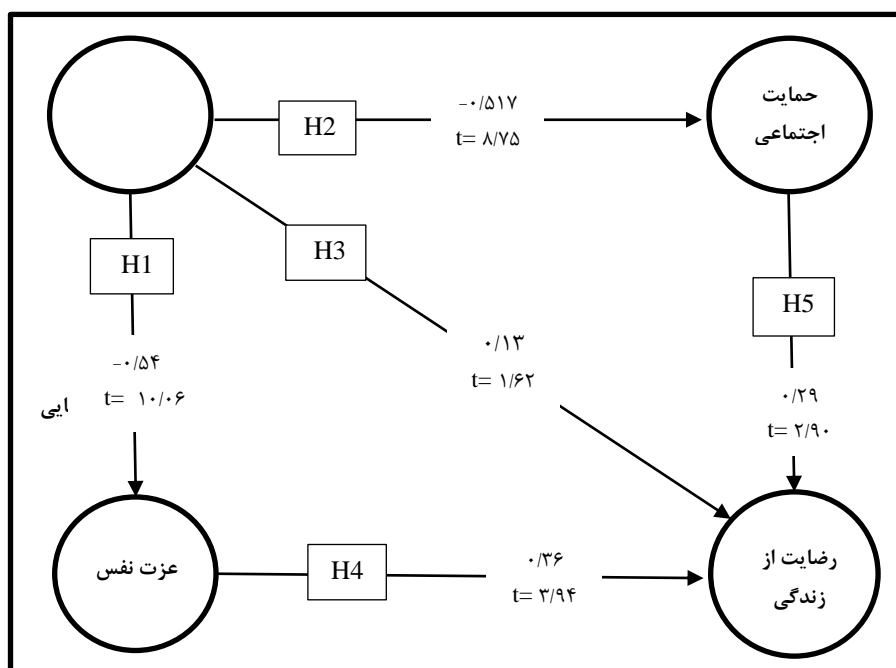 حمایت
اجتماعی
-۰/۵۱۷
t= ۸/۷۵
H2
H3
H1
H5
۰/۱۳
t= ۱/۶۲
-۰/۵۴
t= ۱۰/۰۶
۰/۲۹
t= ۲/۹۰
ایی
عزت نفس
H4
۰/۳۶
t= ۳/۹۴
رضایت از
زندگی